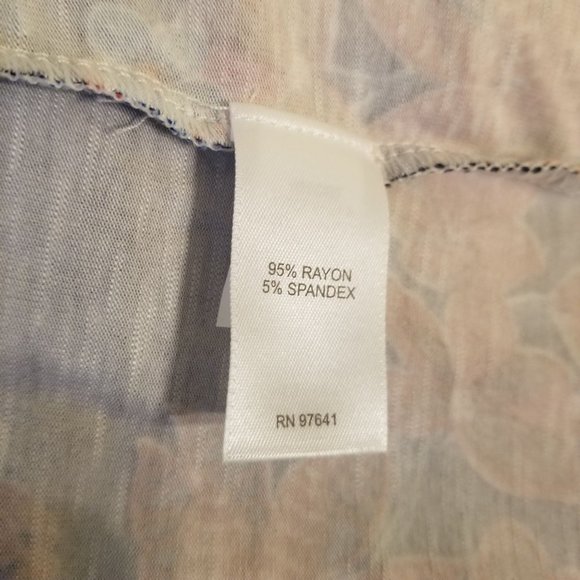 95% RAYON
5% SPANDEX
RN 97641